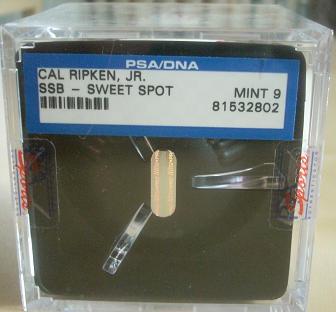 PSA/DNA
CAL RIPKEN, JR.
SSB - SWEET SPOT MINT 9
81532802